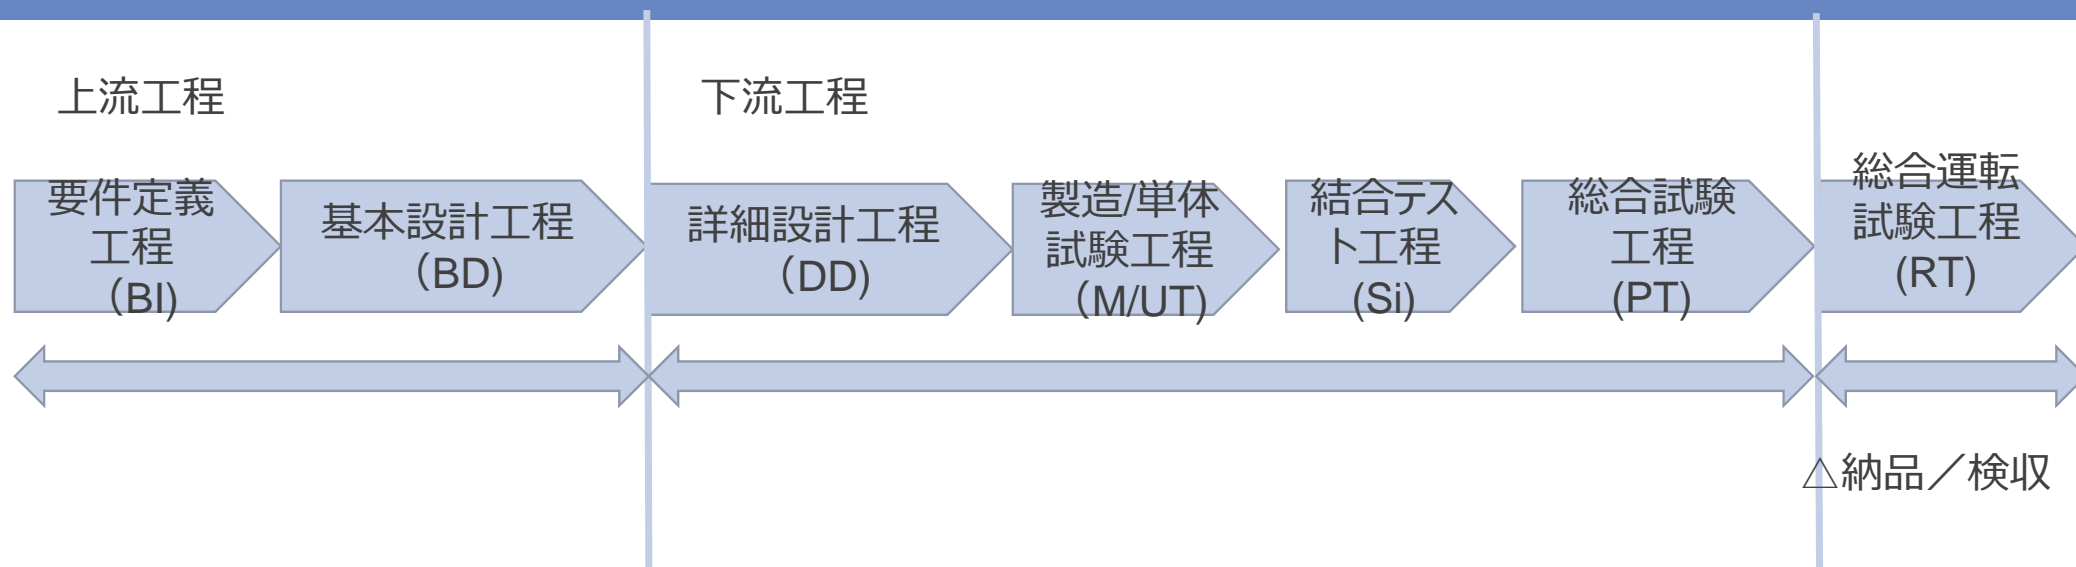 上流工程
下流工程
要件定義
工程
（BI)
基本設計工程
（BD)
詳細設計工程
（DD)
製造/単体
試験工程
（M/UT)
結合テス
ト工程
(Si)
総合試験
工程
(PT)
総合運転
試験工程
(RT)
△納品／検収